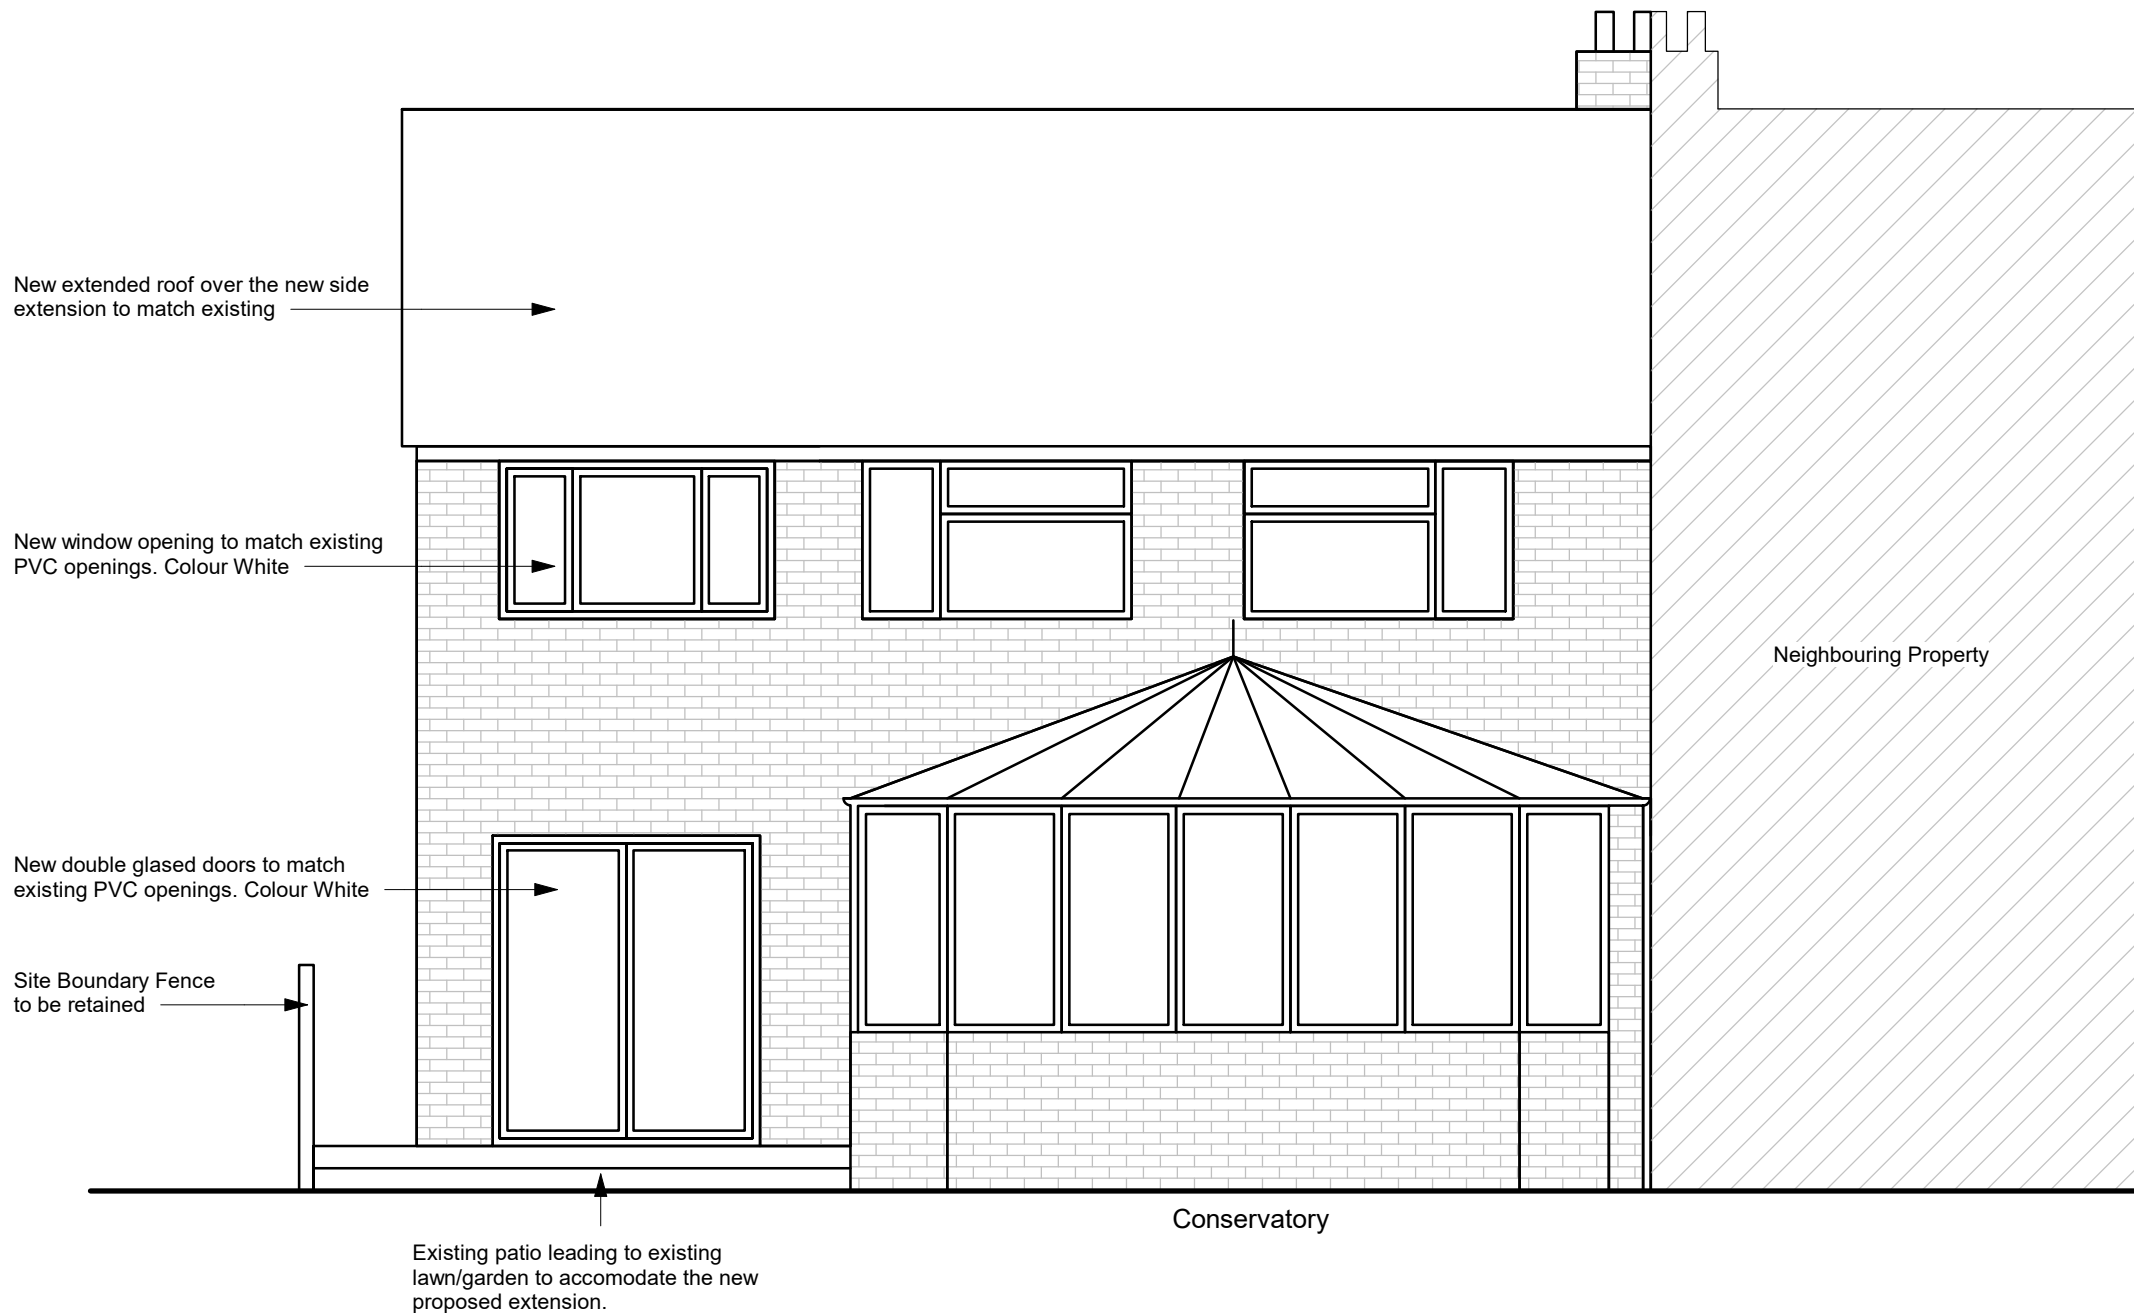 New extended roof over the new side
extension to match existing
New window opening to match existing
PVC openings. Colour White
Neighbouring Property
New double glased doors to match
existing PVC openings. Colour White
Site Boundary Fence
to be retained
Conservatory
Existing patio leading to existing
lawn/garden to accomodate the new
proposed extension.